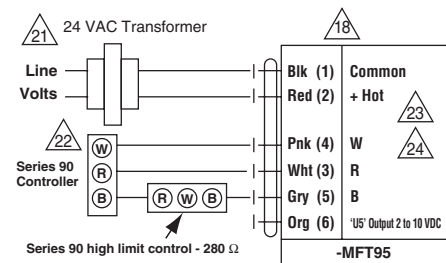 21 24 VAC Transformer
18
Line
Volts
Blk (1) Common
Red (2) + Hot
23
22
W
R
B
Series 90
Controller
Pnk (4) W
24
Wht (3) R
Gry (5) B
R W B
Org (6) 'U5' Output 2 to 10 VDC
Series 90 high limit control - 280 Ω
-MFT95